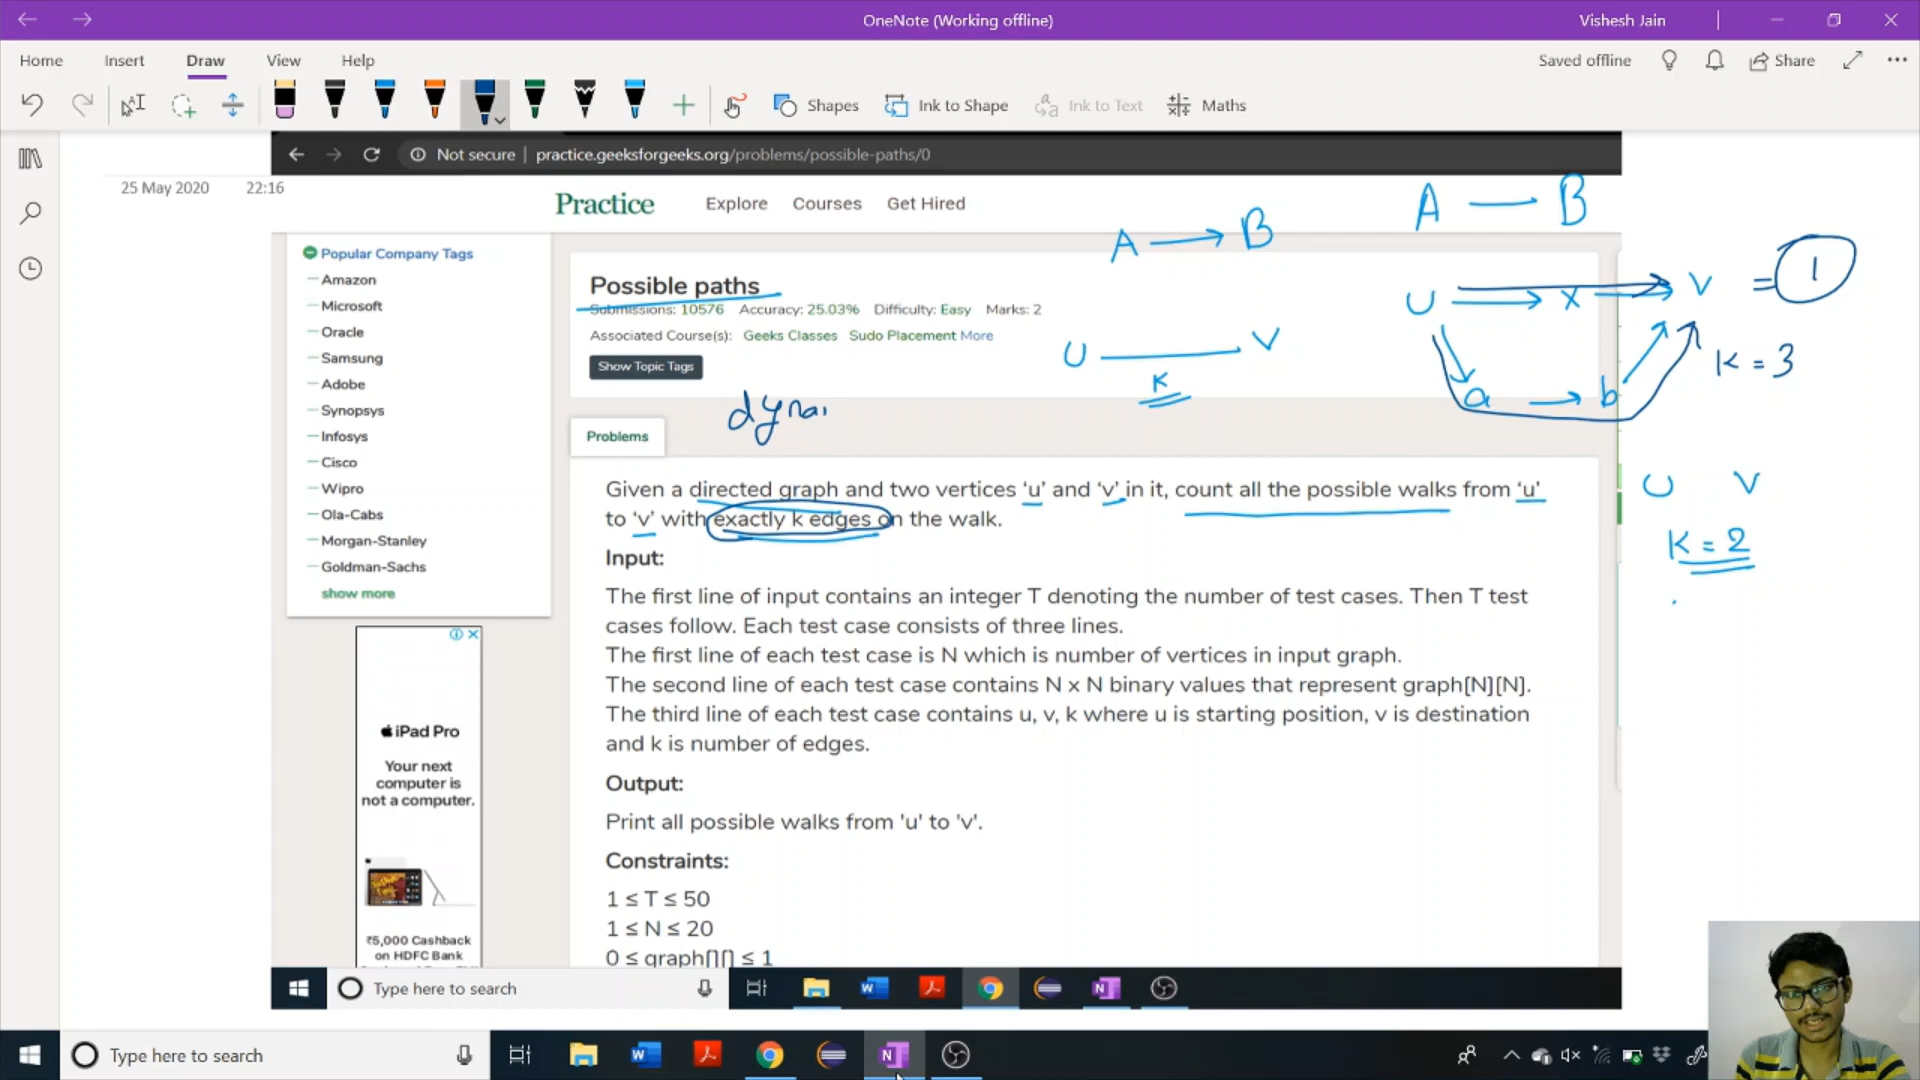 OneNote (Working offline)
Vishesh Jain
Home Insert Draw View Help
Saved offline
Share
Shapes
Ink to Shape
Ink to Text
Maths
Not secure | practice.geeksforgeeks.org/problems/possible-paths/0
25 May 2020 22:16
Practice
Explore Courses Get Hired
A → B
A — B
Popular Company Tags
Amazon
Microsoft
Oracle
Samsung
Adobe
Synopsys
Infosys
Cisco
Wipro
Ola-Cabs
Morgan-Stanley
Goldman-Sachs
show more
Possible paths
Submissions: 10576 Accuracy: 25.03% Difficulty: Easy Marks: 2
Associated Course(s): Geeks Classes Sudo Placement More
Show Topic Tags
U — V
K
U → X → V = 1
a → b
K = 3
dyna
Problems
Given a directed graph and two vertices ‘u’ and ‘v’ in it, count all the possible walks from ‘u’
to ‘v’ with exactly k edges on the walk.
U V
K = 2
Input:
The first line of input contains an integer T denoting the number of test cases. Then T test
cases follow. Each test case consists of three lines.
The first line of each test case is N which is number of vertices in input graph.
The second line of each test case contains N x N binary values that represent graph[N][N].
The third line of each test case contains u, v, k where u is starting position, v is destination
and k is number of edges.
Output:
Print all possible walks from 'u' to 'v'.
Constraints:
1 ≤ T ≤ 50
1 ≤ N ≤ 20
0 ≤ graph[][] ≤ 1
iPad Pro
Your next
computer is
not a computer.
₹5,000 Cashback
on HDFC Bank
Type here to search
Type here to search